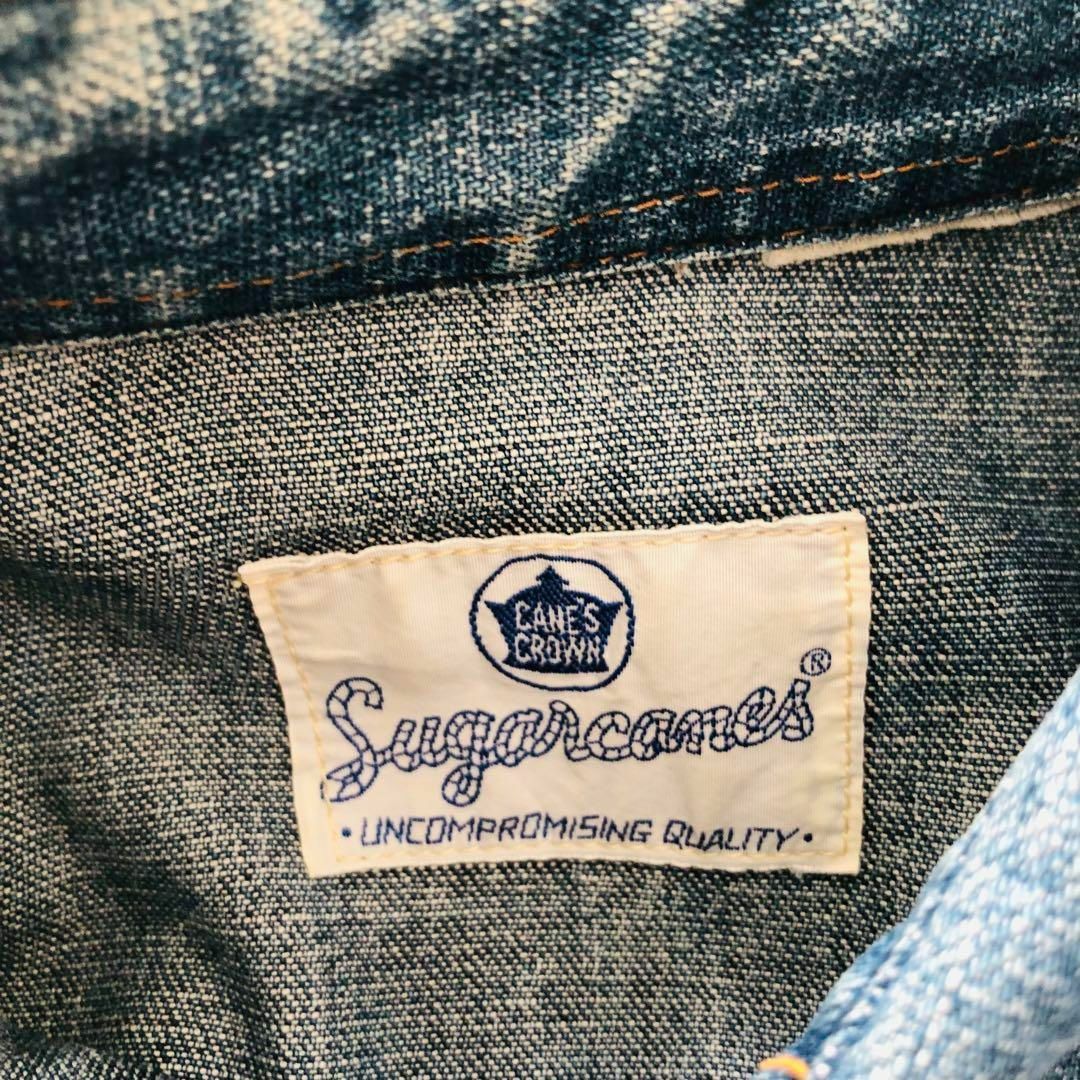 CANE'S
CROWN
Sugarcanes®
• UNCOMPROMISING QUALITY •